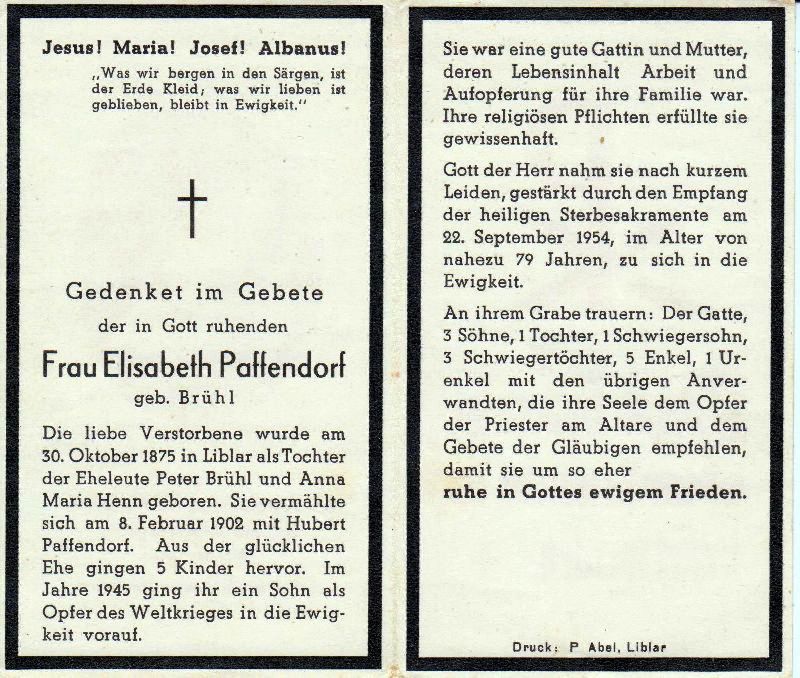 Jesus! Maria! Josef! Albanus!
„Was wir bergen in den Särgen, ist
der Erde Kleid; was wir lieben ist
geblieben, bleibt in Ewigkeit."
Gedenket im Gebete
der in Gott ruhenden
Frau Elisabeth Paffendorf
geb. Brühl
Die liebe Verstorbene wurde am
30. Oktober 1875 in Liblar als Tochter
der Eheleute Peter Brühl und Anna
Maria Henn geboren. Sie vermählte
sich am 8. Februar 1902 mit Hubert
Paffendorf. Aus der glücklichen
Ehe gingen 5 Kinder hervor. Im
Jahre 1945 ging ihr ein Sohn als
Opfer des Weltkrieges in die Ewig-
keit vorauf.
Sie war eine gute Gattin und Mutter,
deren Lebensinhalt Arbeit und
Aufopferung für ihre Familie war.
Ihre religiösen Pflichten erfüllte sie
gewissenhaft.
Gott der Herr nahm sie nach kurzem
Leiden, gestärkt durch den Empfang
der heiligen Sterbesakramente am
22. September 1954, im Alter von
nahezu 79 Jahren, zu sich in die
Ewigkeit.
An ihrem Grabe trauern: Der Gatte,
3 Söhne, 1 Tochter, 1 Schwiegersohn,
3 Schwiegertöchter, 5 Enkel, 1 Ur-
enkel mit den übrigen Anver-
wandten, die ihre Seele dem Opfer
der Priester am Altare und dem
Gebete der Gläubigen empfehlen,
damit sie um so eher
ruhe in Gottes ewigem Frieden.
Druck: P Abel, Liblar